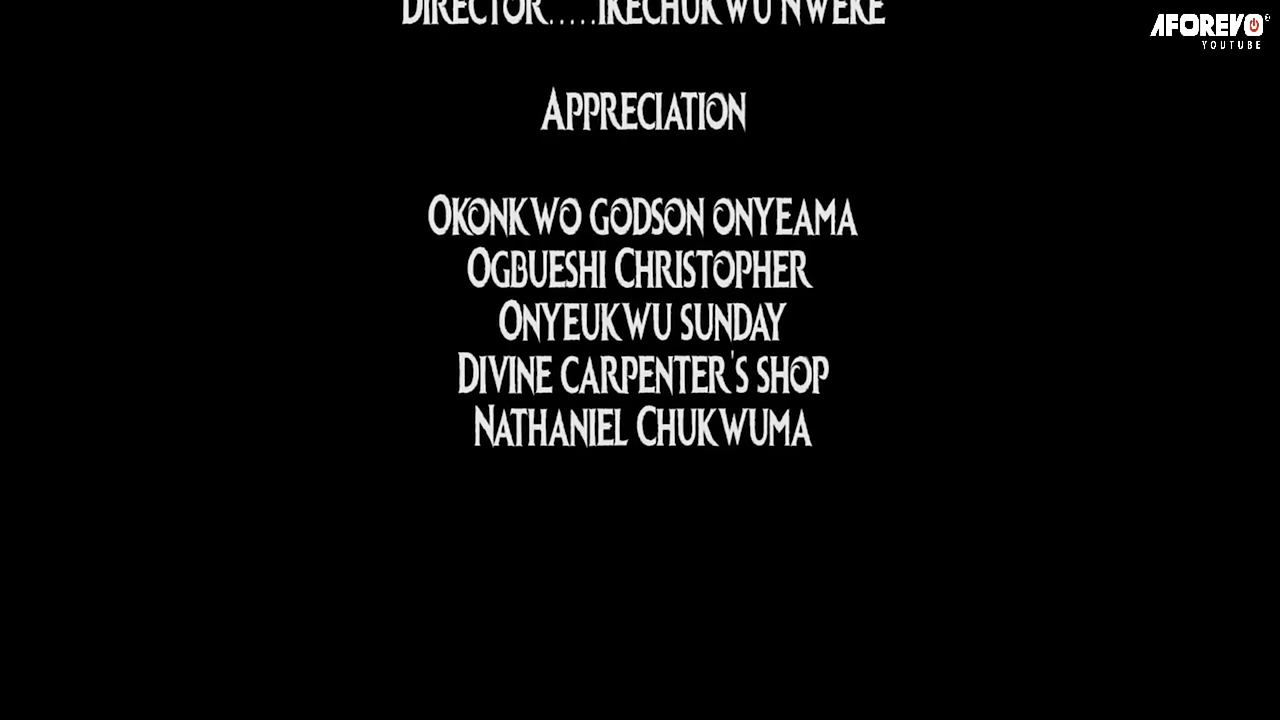 DIRECTOR.....IKECHUKWU NWEKE
AFOREVO
YOUTUBE
APPRECIATION
OKONKWO GODSON ONYEAMA
OGBUESHI CHRISTOPHER
ONYEUKWU SUNDAY
DIVINE CARPENTER'S SHOP
NATHANIEL CHUKWUMA